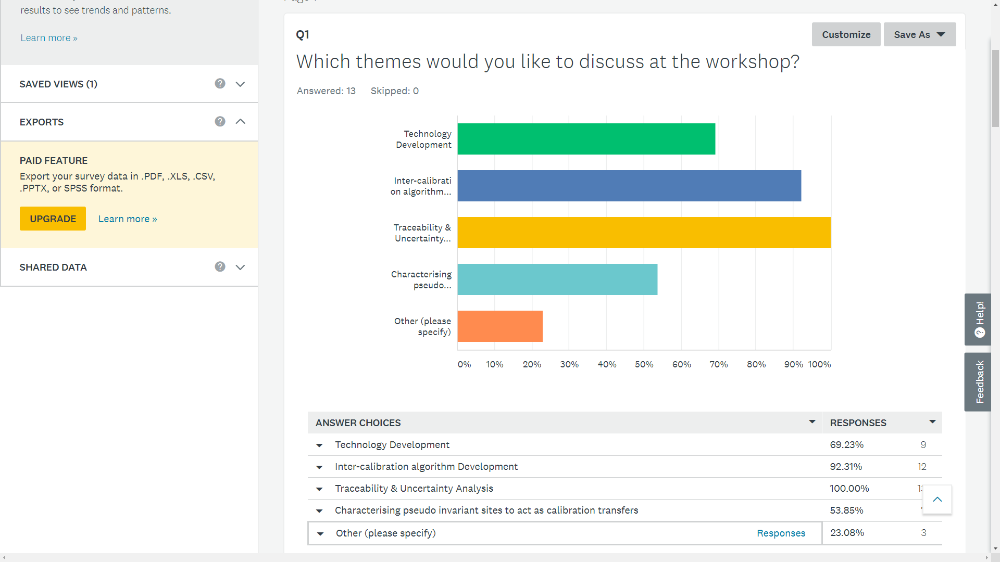 results to see trends and patterns.
Learn more »
SAVED VIEWS (1)
EXPORTS
PAID FEATURE
Export your survey data in .PDF, .XLS, .CSV,
.PPTX, or SPSS format.
UPGRADE Learn more »
SHARED DATA
Q1
Customize Save As
Which themes would you like to discuss at the workshop?
Answered: 13 Skipped: 0
Technology
Development
Inter-calibrati
on algorithm...
Traceability &
Uncertainty...
Characterising
pseudo...
Other (please
specify)
0% 10% 20% 30% 40% 50% 60% 70% 80% 90% 100%
ANSWER CHOICES RESPONSES
Technology Development 69.23% 9
Inter-calibration algorithm Development 92.31% 12
Traceability & Uncertainty Analysis 100.00%
Characterising pseudo invariant sites to act as calibration transfers 53.85%
Other (please specify) Responses 23.08% 3
Help!
Feedback